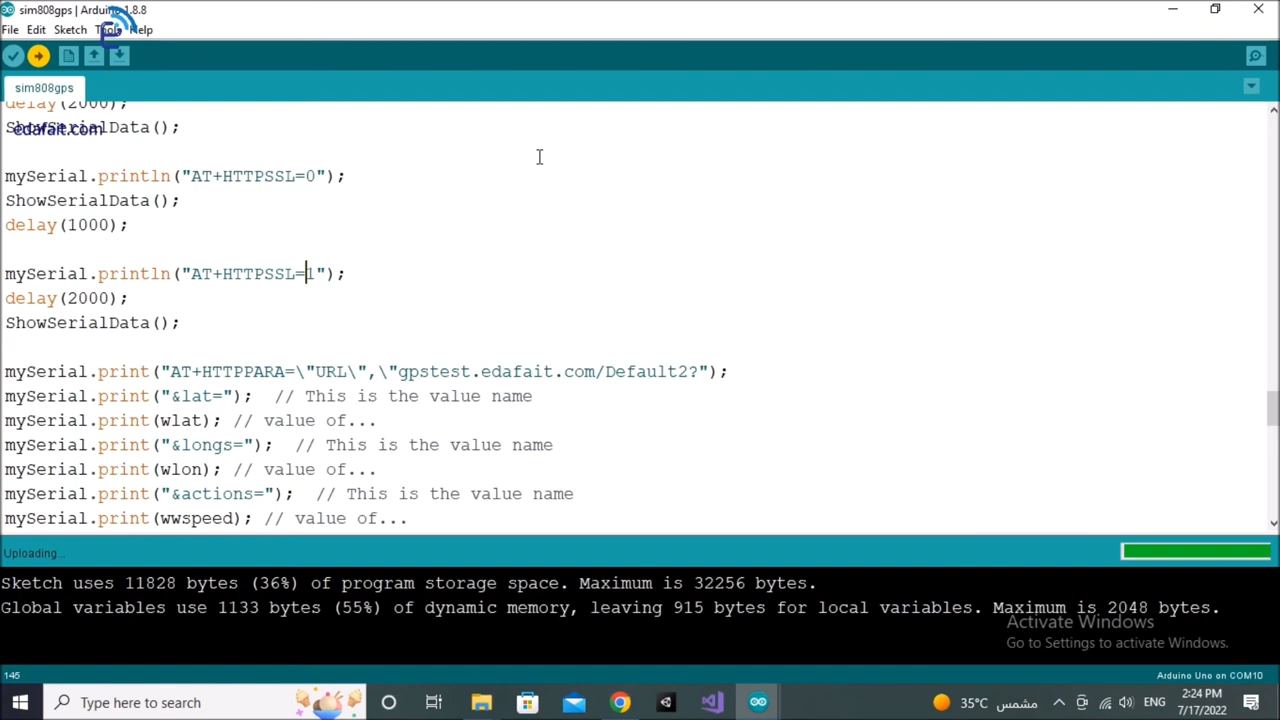 sim808gps | Arduino 1.8.8
File Edit Sketch Tools Help
sim808gps
delay(2000);
ShowSerialData();
edafait.com
mySerial.println("AT+HTTPSSL=0");
ShowSerialData();
delay(1000);
mySerial.println("AT+HTTPSSL=1");
delay(2000);
ShowSerialData();
mySerial.print("AT+HTTPPARA=\"URL\",\"gpstest.edafait.com/Default2?");
mySerial.print("&lat=");  // This is the value name
mySerial.print(wlat); // value of...
mySerial.print("&longs=");  // This is the value name
mySerial.print(wlon); // value of...
mySerial.print("&actions=");  // This is the value name
mySerial.print(wwspeed); // value of...
Uploading...
Sketch uses 11828 bytes (36%) of program storage space. Maximum is 32256 bytes.
Global variables use 1133 bytes (55%) of dynamic memory, leaving 915 bytes for local variables. Maximum is 2048 bytes.
Activate Windows
Go to Settings to activate Windows.
145
Arduino Uno on COM10
Type here to search
35°C مشمس
ENG
2:24 PM
7/17/2022